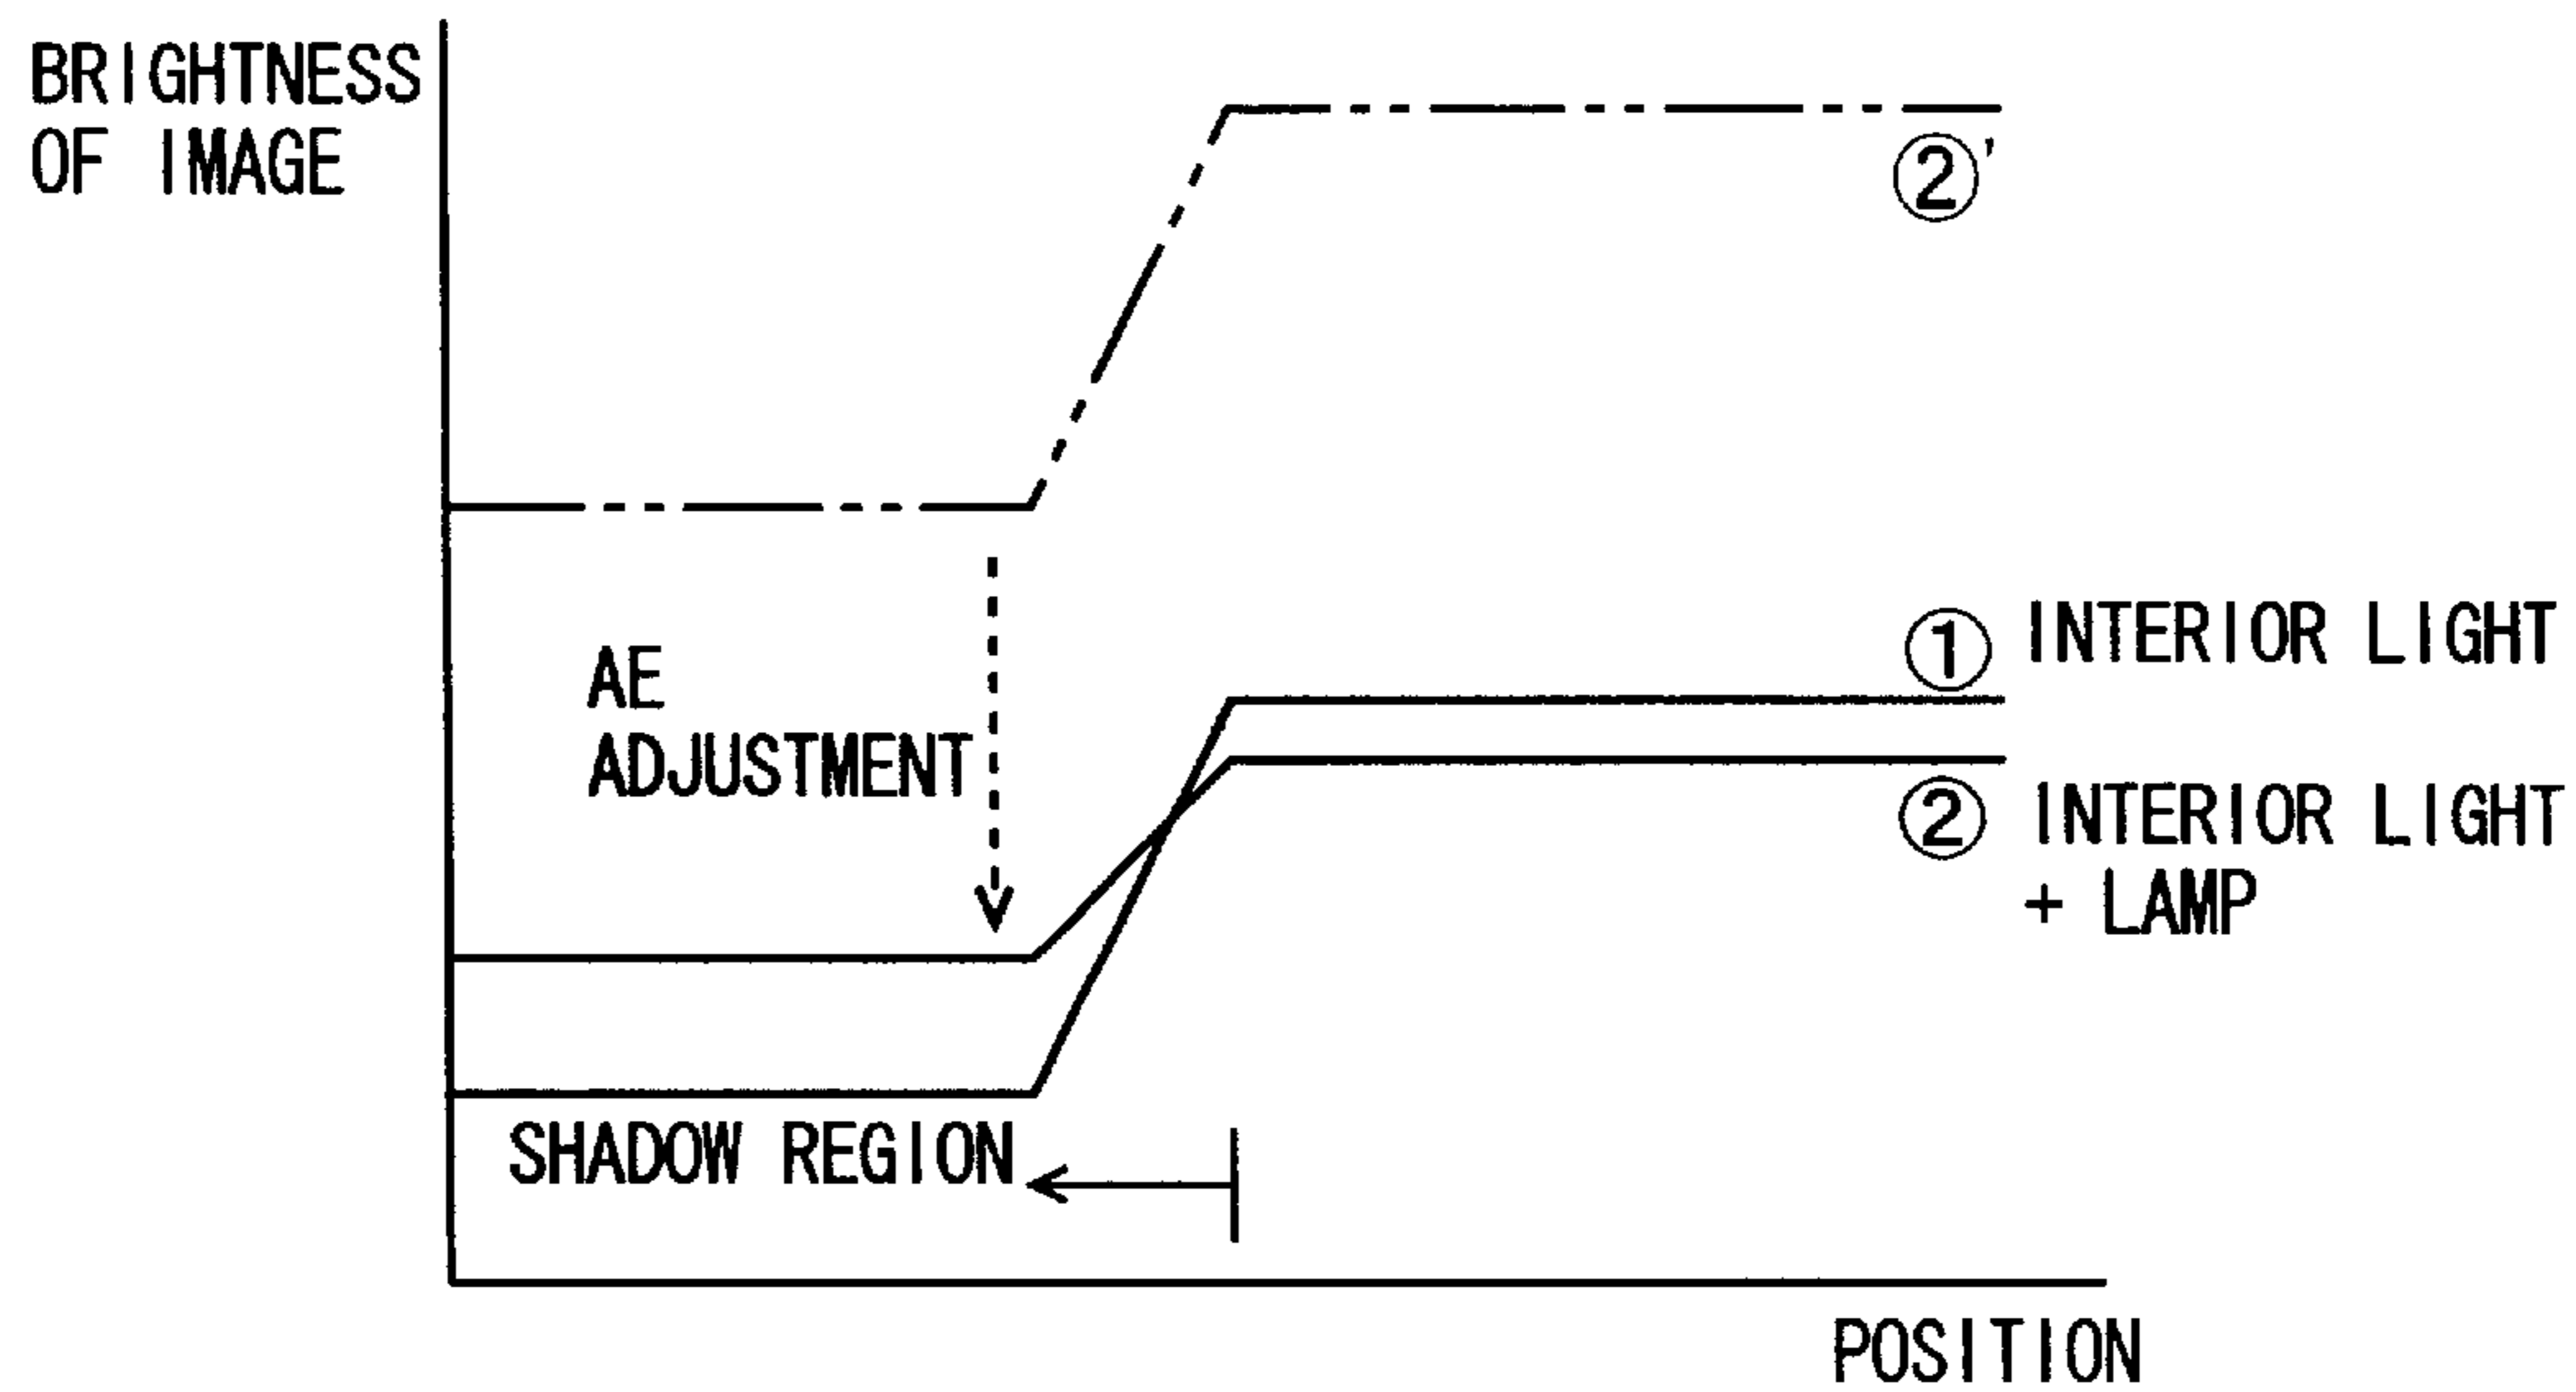 BRIGHTNESS
OF IMAGE
②'
① INTERIOR LIGHT
AE
ADJUSTMENT
② INTERIOR LIGHT
+ LAMP
SHADOW REGION
POSITION